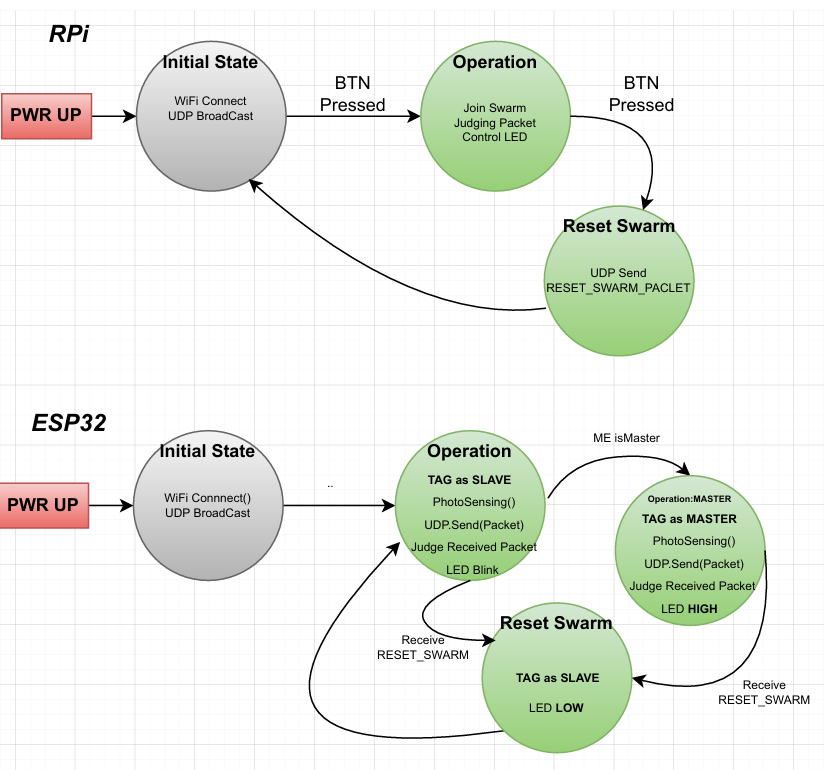 RPi
PWR UP
Initial State
WiFi Connect
UDP BroadCast
BTN
Pressed
Operation
Join Swarm
Judging Packet
Control LED
BTN
Pressed
Reset Swarm
UDP Send
RESET_SWARM_PACLET
ESP32
PWR UP
Initial State
WiFi Connnect()
UDP BroadCast
..
Operation
TAG as SLAVE
PhotoSensing()
UDP.Send(Packet)
Judge Received Packet
LED Blink
ME isMaster
Operation:MASTER
TAG as MASTER
PhotoSensing()
UDP.Send(Packet)
Judge Received Packet
LED HIGH
Receive
RESET_SWARM
Reset Swarm
TAG as SLAVE
LED LOW
Receive
RESET_SWARM